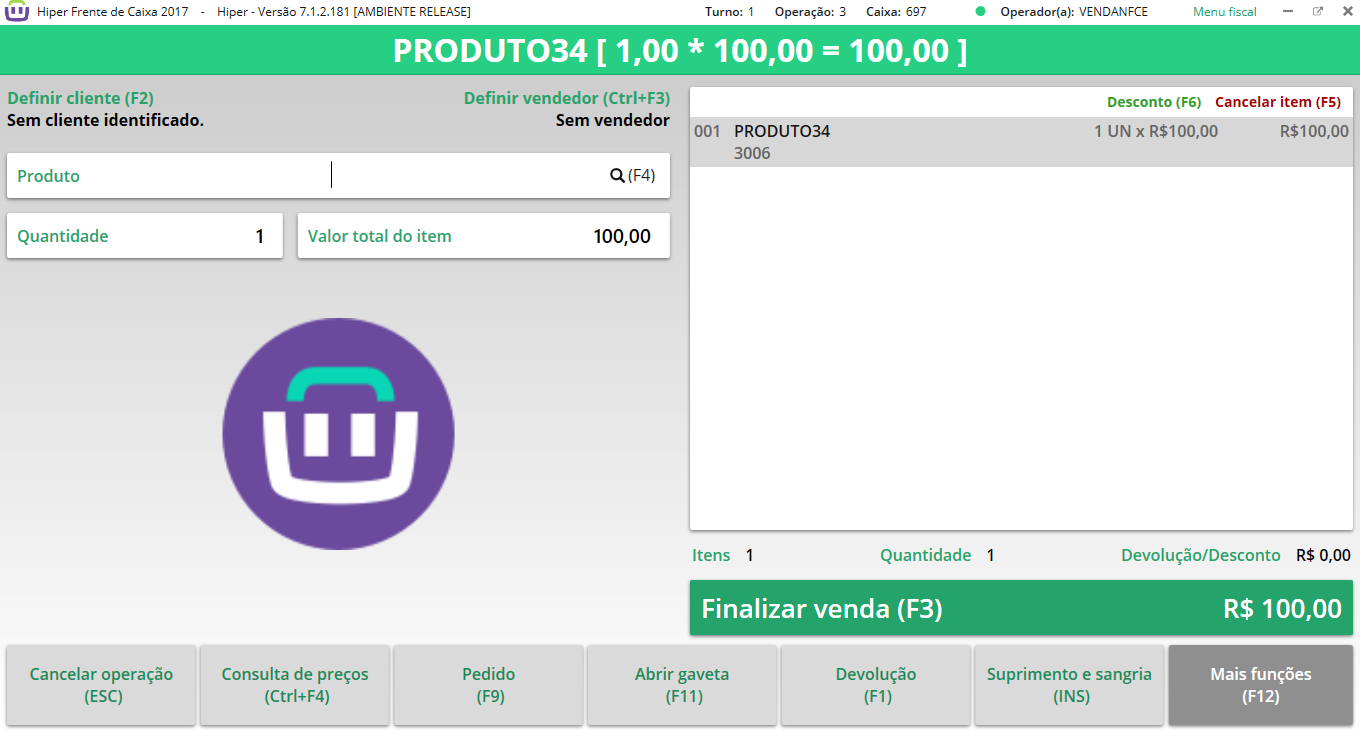 Hiper Frente de Caixa 2017 - Hiper - Versão 7.1.2.181 [AMBIENTE RELEASE] Turno: 1 Operação: 3 Caixa: 697 Operador(a): VENDANFCE Menu fiscal
PRODUTO34 [ 1,00 * 100,00 = 100,00 ]
Definir cliente (F2) Definir vendedor (Ctrl+F3)
Sem cliente identificado. Sem vendedor
Produto (F4)
Quantidade 1 Valor total do item 100,00
Desconto (F6) Cancelar item (F5)
001 PRODUTO34 1 UN x R$100,00 R$100,00
3006
Itens 1 Quantidade 1 Devolução/Desconto R$ 0,00
Finalizar venda (F3) R$ 100,00
Cancelar operação
(ESC)
Consulta de preços
(Ctrl+F4)
Pedido
(F9)
Abrir gaveta
(F11)
Devolução
(F1)
Suprimento e sangria
(INS)
Mais funções
(F12)